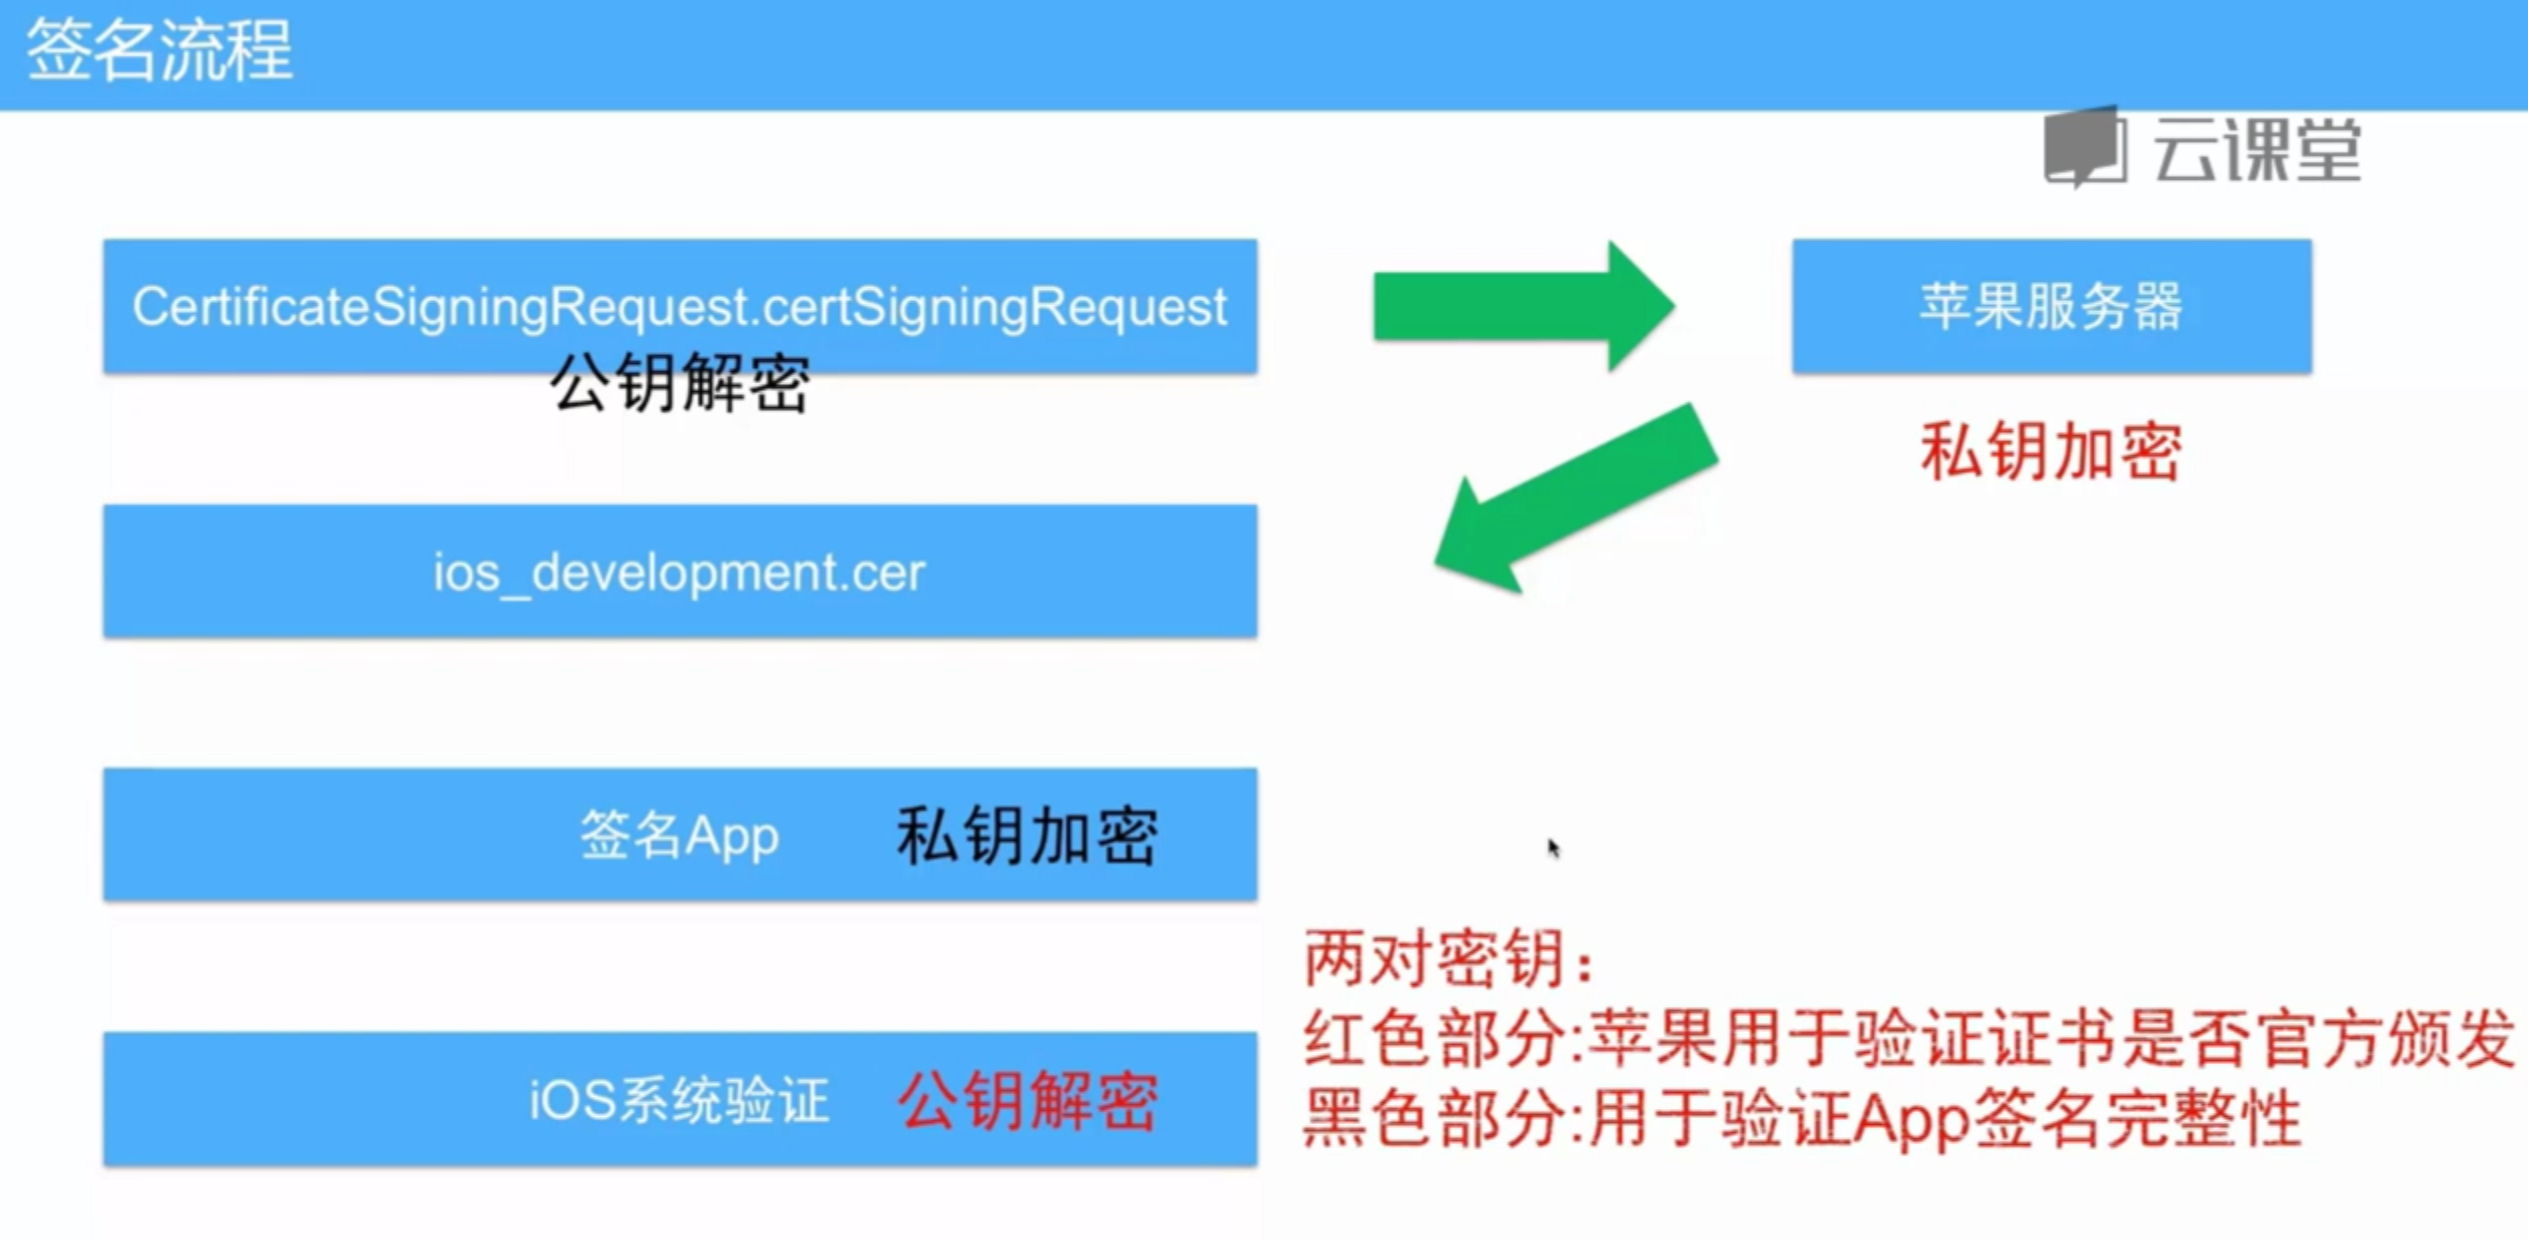 签名流程
云课堂
CertificateSigningRequest.certSigningRequest
苹果服务器
公钥解密
私钥加密
ios_development.cer
签名App
私钥加密
两对密钥：
红色部分:苹果用于验证证书是否官方颁发
iOS系统验证
公钥解密
黑色部分:用于验证App签名完整性